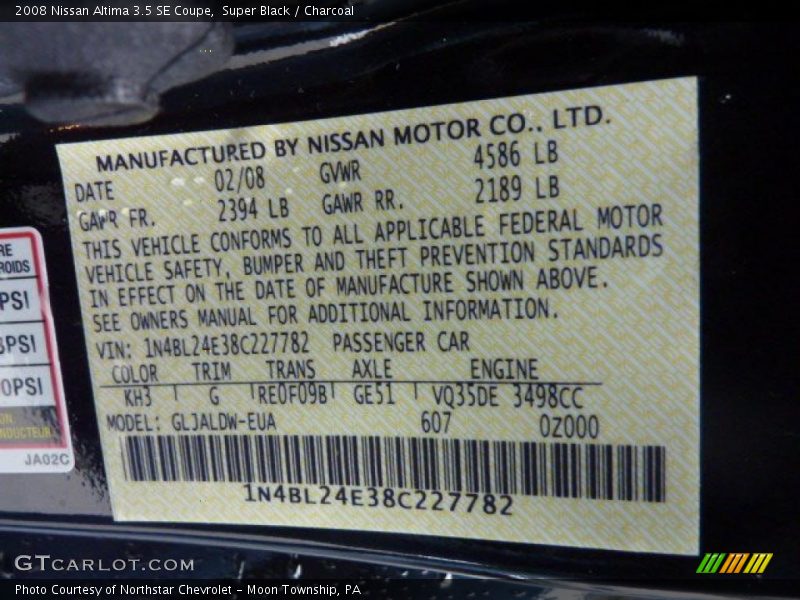 2008 Nissan Altima 3.5 SE Coupe, Super Black / Charcoal
MANUFACTURED BY NISSAN MOTOR CO., LTD.
DATE 02/08 GVWR 4586 LB
GAWR FR. 2394 LB GAWR RR. 2189 LB
THIS VEHICLE CONFORMS TO ALL APPLICABLE FEDERAL MOTOR
VEHICLE SAFETY, BUMPER AND THEFT PREVENTION STANDARDS
IN EFFECT ON THE DATE OF MANUFACTURE SHOWN ABOVE.
SEE OWNERS MANUAL FOR ADDITIONAL INFORMATION.
VIN: 1N4BL24E38C227782 PASSENGER CAR
COLOR TRIM TRANS AXLE ENGINE
KH3 G RE0F09B GE51 VQ35DE 3498CC
MODEL: GLJALDW-EUA 607 0Z000
1N4BL24E38C227782
PSI
PSI
0PSI
JA02C
GTCARLOT.COM
Photo Courtesy of Northstar Chevrolet - Moon Township, PA